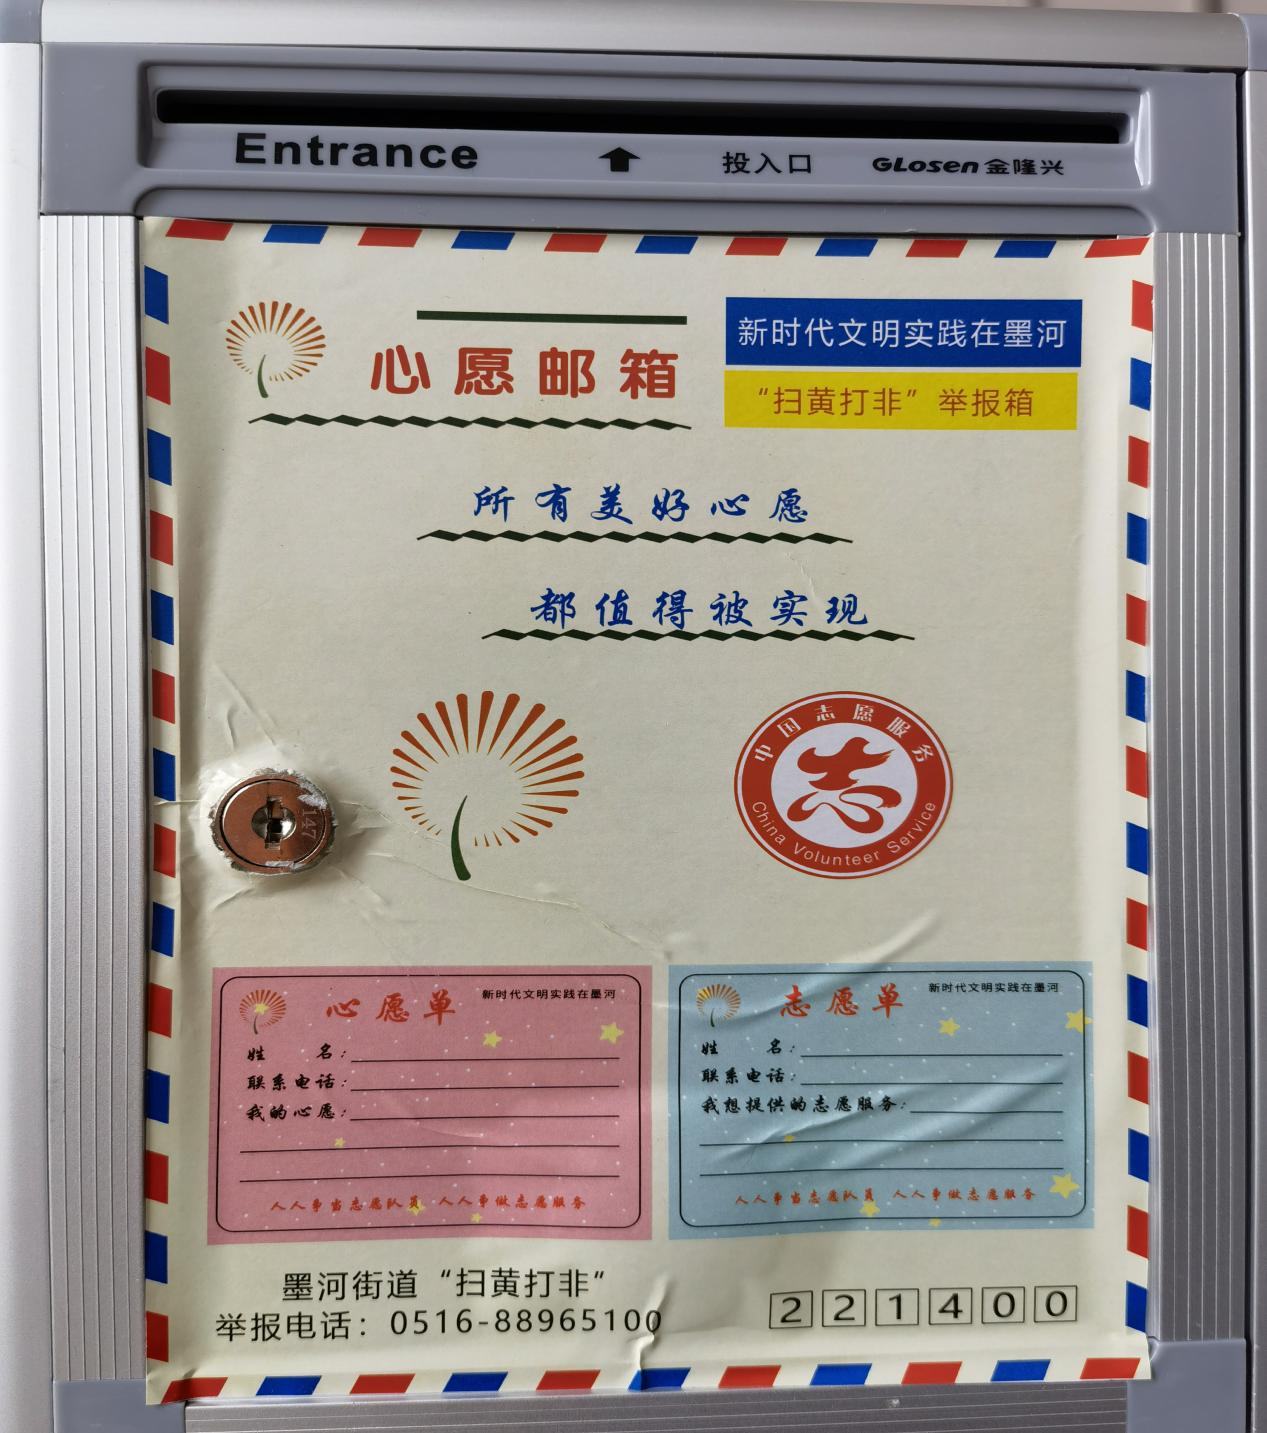 Entrance 投入口 GLosen 金隆兴
心愿邮箱
新时代文明实践在墨河
“扫黄打非”举报箱
所有美好心愿
都值得被实现
147
中国志愿服务
China Volunteer Service
心愿单 新时代文明实践在墨河
姓名:
联系电话:
我的心愿:
人人争当志愿队员 人人争做志愿服务
志愿单 新时代文明实践在墨河
姓名:
联系电话:
我想提供的志愿服务:
人人争当志愿队员 人人争做志愿服务
墨河街道“扫黄打非”
举报电话：0516-88965100
221400